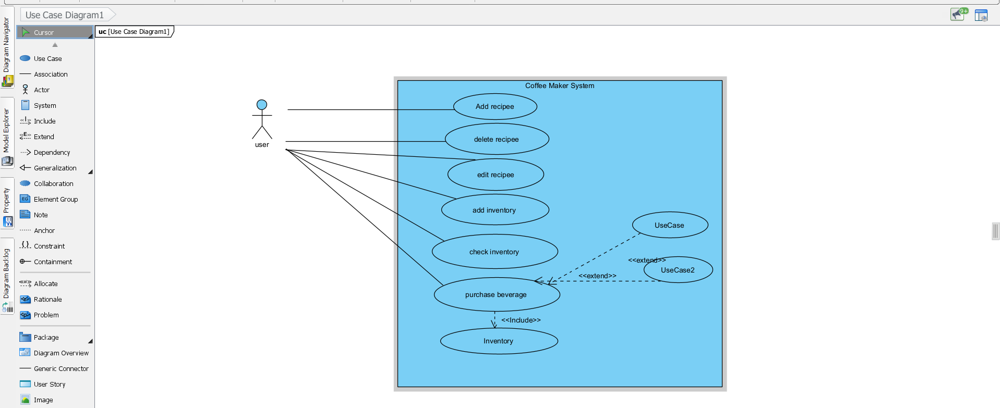 Use Case Diagram1
9+
Diagram Navigator
Model Explorer
Property
Diagram Backlog
Cursor
Use Case
Association
Actor
System
Include
Extend
Dependency
Generalization
Collaboration
EG Element Group
Note
Anchor
{} Constraint
Containment
Allocate
Rationale
Problem
Package
Diagram Overview
Generic Connector
User Story
Image
uc [Use Case Diagram1]
user
Coffee Maker System
Add recipee
delete recipee
edit recipee
add inventory
check inventory
purchase beverage
<<Include>>
Inventory
UseCase
<<extend>>
UseCase2
<<extend>>